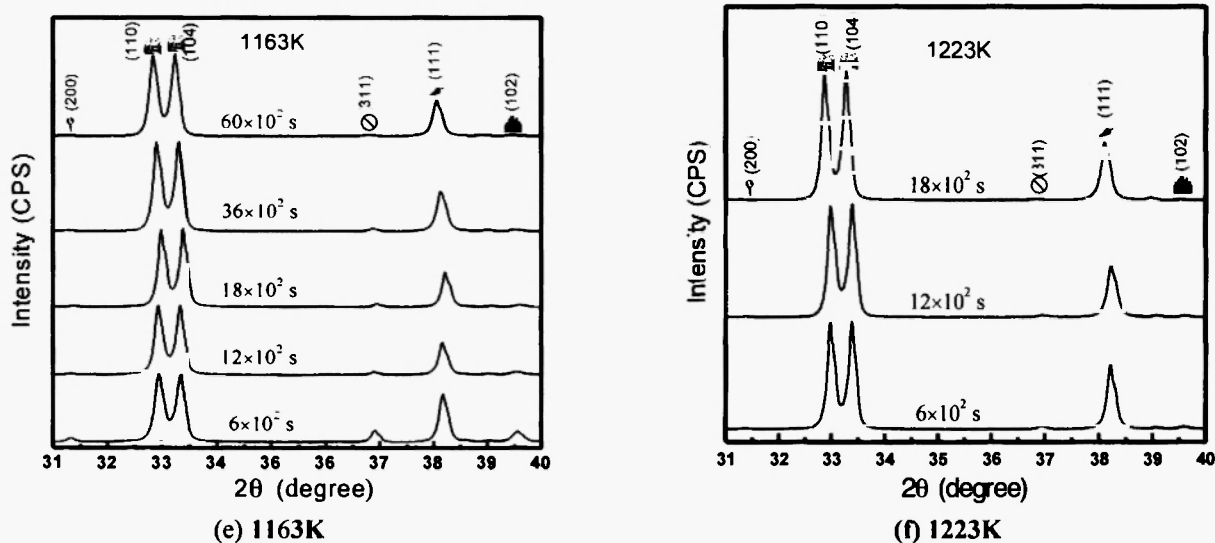 1163K
(110)
(104)
(200)
311)
(111)
(102)
60×10² s
36×10² s
18×10² s
12×10² s
6×10² s
Intensity (CPS)
31 32 33 34 35 36 37 38 39 40
2θ (degree)
(e) 1163K
1223K
(110
(104
(200)
(311)
(111)
(102)
18×10² s
12×10² s
6×10² s
Intensity (CPS)
31 32 33 34 35 36 37 38 39 40
2θ (degree)
(f) 1223K